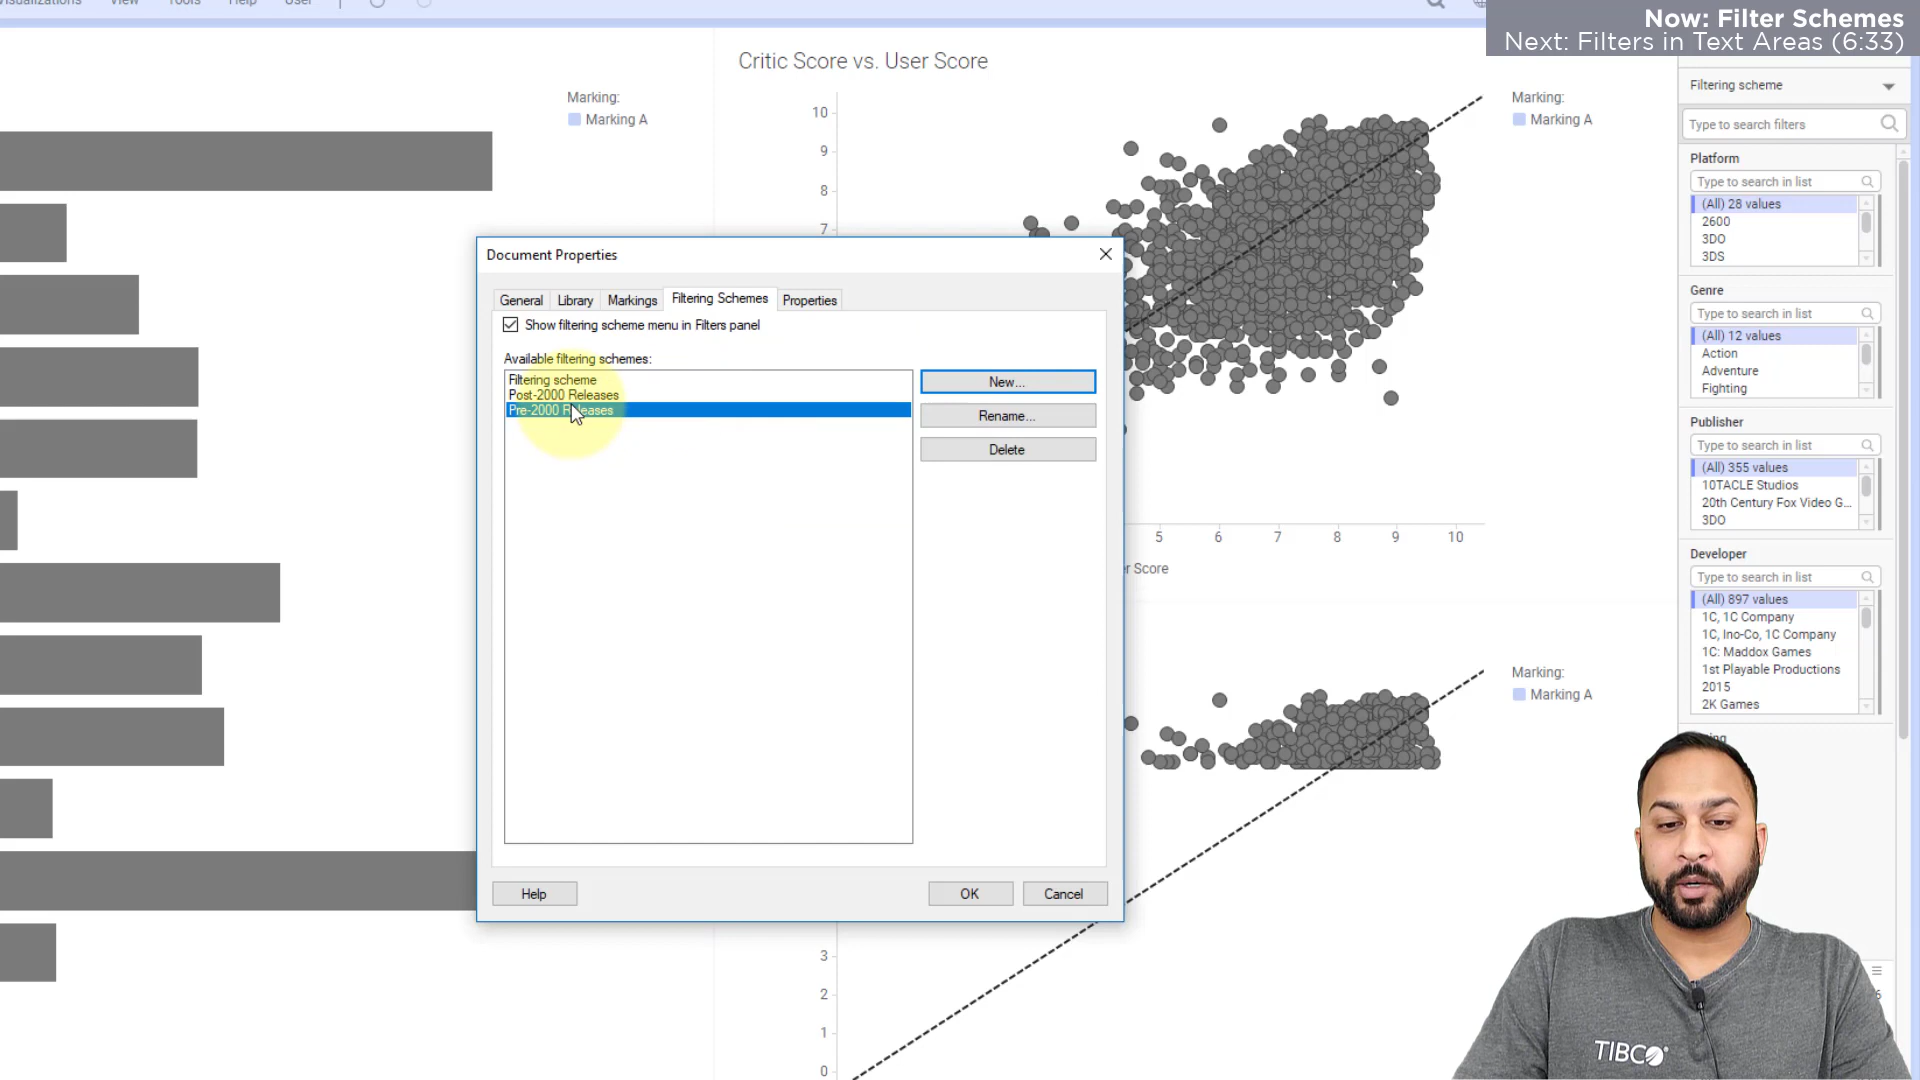 Visualizations View Tools Help User
Now: Filter Schemes
Next: Filters in Text Areas (6:33)
Critic Score vs. User Score
Marking:
Marking A
10
9
8
7
5 6 7 8 9 10
Marking:
Marking A
Document Properties
General Library Markings Filtering Schemes Properties
Show filtering scheme menu in Filters panel
Available filtering schemes:
Filtering scheme
Post-2000 Releases
Pre-2000 Releases
New...
Rename...
Delete
Help
OK
Cancel
er Score
Marking:
Marking A
3
2
1
0
Filtering scheme
Type to search filters
Platform
Type to search in list
(All) 28 values
2600
3DO
3DS
Genre
Type to search in list
(All) 12 values
Action
Adventure
Fighting
Publisher
Type to search in list
(All) 355 values
10TACLE Studios
20th Century Fox Video G...
3DO
Developer
Type to search in list
(All) 897 values
1C, 1C Company
1C, Ino-Co, 1C Company
1C: Maddox Games
1st Playable Productions
2015
2K Games
TIBCO